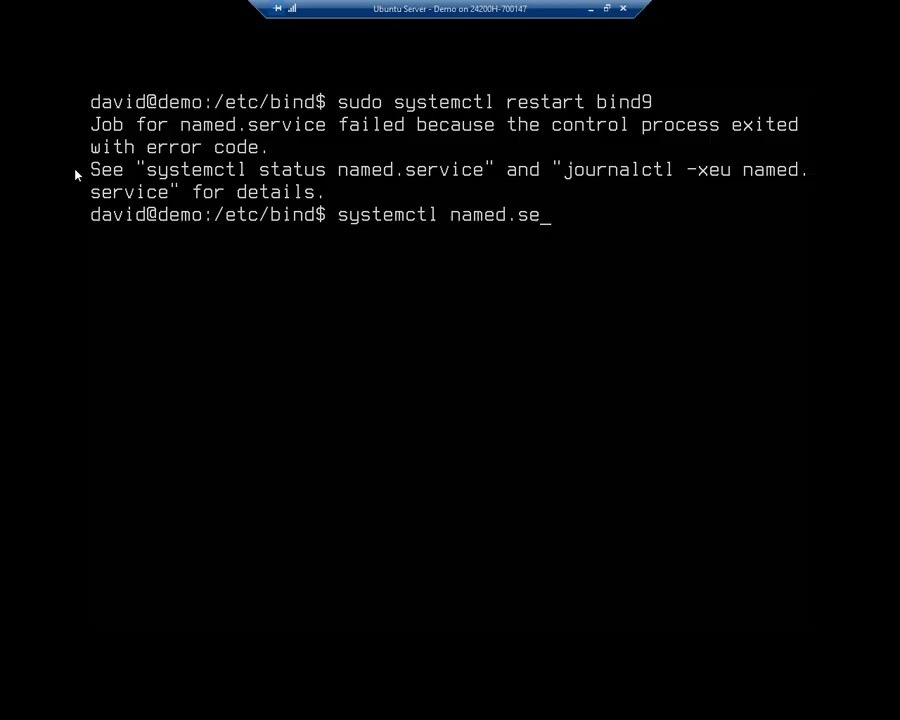 Ubuntu Server - Demo on 24200H-700147
david@demo:/etc/bind$ sudo systemctl restart bind9
Job for named.service failed because the control process exited
with error code.
See "systemctl status named.service" and "journalctl -xeu named.
service" for details.
david@demo:/etc/bind$ systemctl named.se_